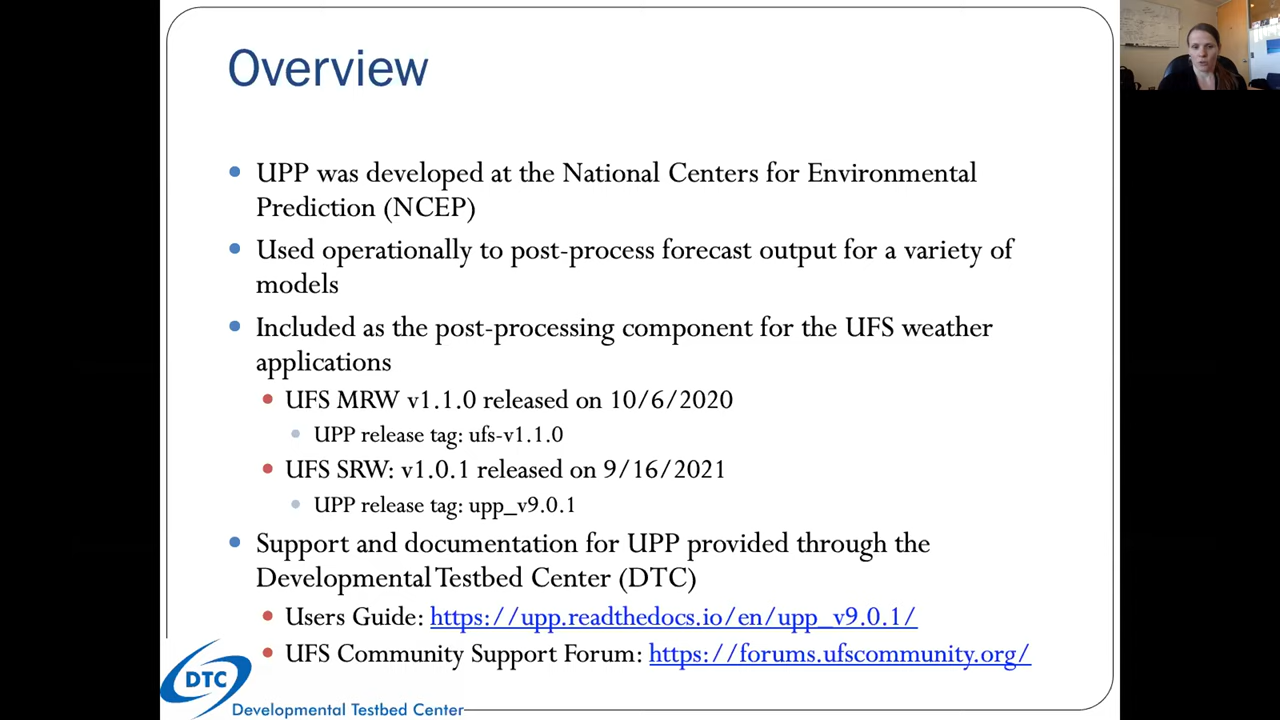 Overview
UPP was developed at the National Centers for Environmental
Prediction (NCEP)
Used operationally to post-process forecast output for a variety of
models
Included as the post-processing component for the UFS weather
applications
UFS MRW v1.1.0 released on 10/6/2020
UPP release tag: ufs-v1.1.0
UFS SRW: v1.0.1 released on 9/16/2021
UPP release tag: upp_v9.0.1
Support and documentation for UPP provided through the
Developmental Testbed Center (DTC)
Users Guide: https://upp.readthedocs.io/en/upp_v9.0.1/
UFS Community Support Forum: https://forums.ufscommunity.org/
DTC
Developmental Testbed Center